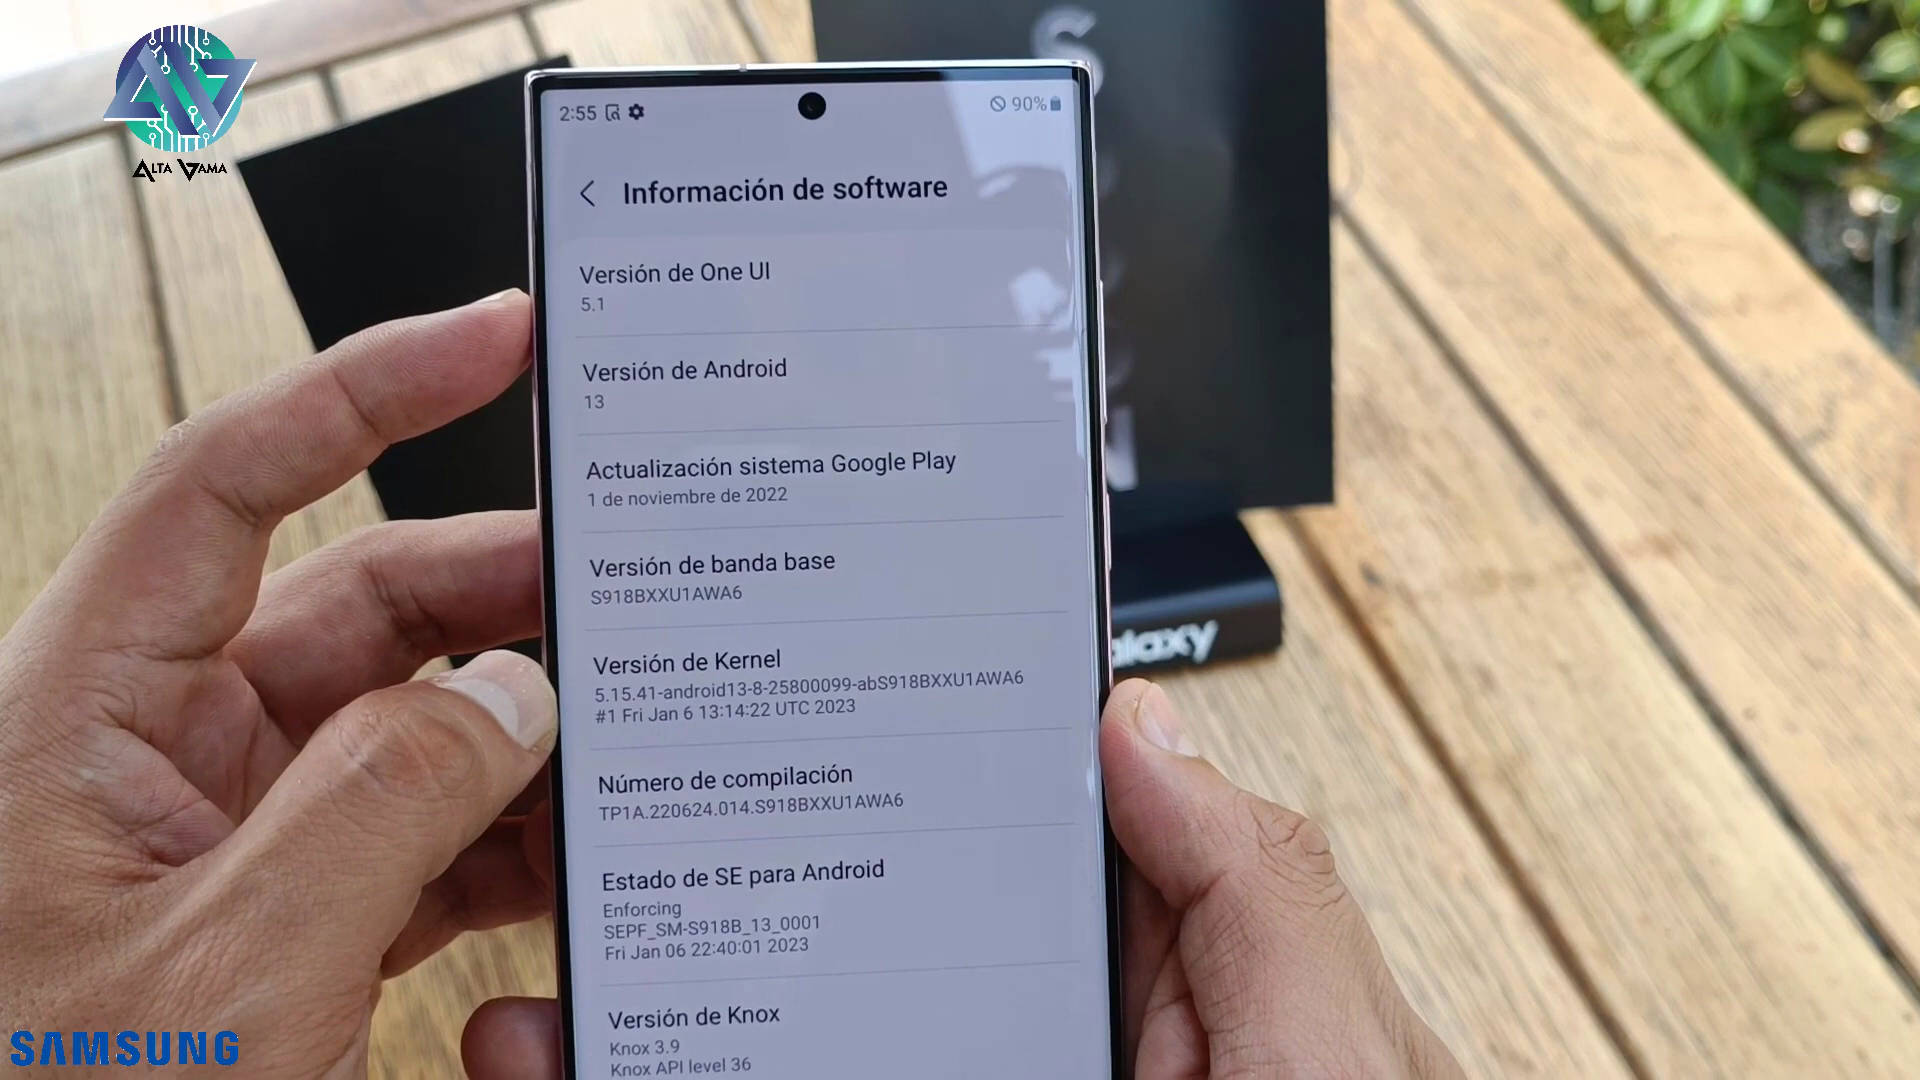 ALTA GAMA
2:55
90%
Información de software
Versión de One UI
5.1
Versión de Android
13
Actualización sistema Google Play
1 de noviembre de 2022
Versión de banda base
S918BXXU1AWA6
Versión de Kernel
5.15.41-android13-8-25800099-abS918BXXU1AWA6
#1 Fri Jan 6 13:14:22 UTC 2023
Número de compilación
TP1A.220624.014.S918BXXU1AWA6
Estado de SE para Android
Enforcing
SEPF_SM-S918B_13_0001
Fri Jan 06 22:40:01 2023
Versión de Knox
Knox 3.9
Knox API level 36
S
N
alaxy
SAMSUNG